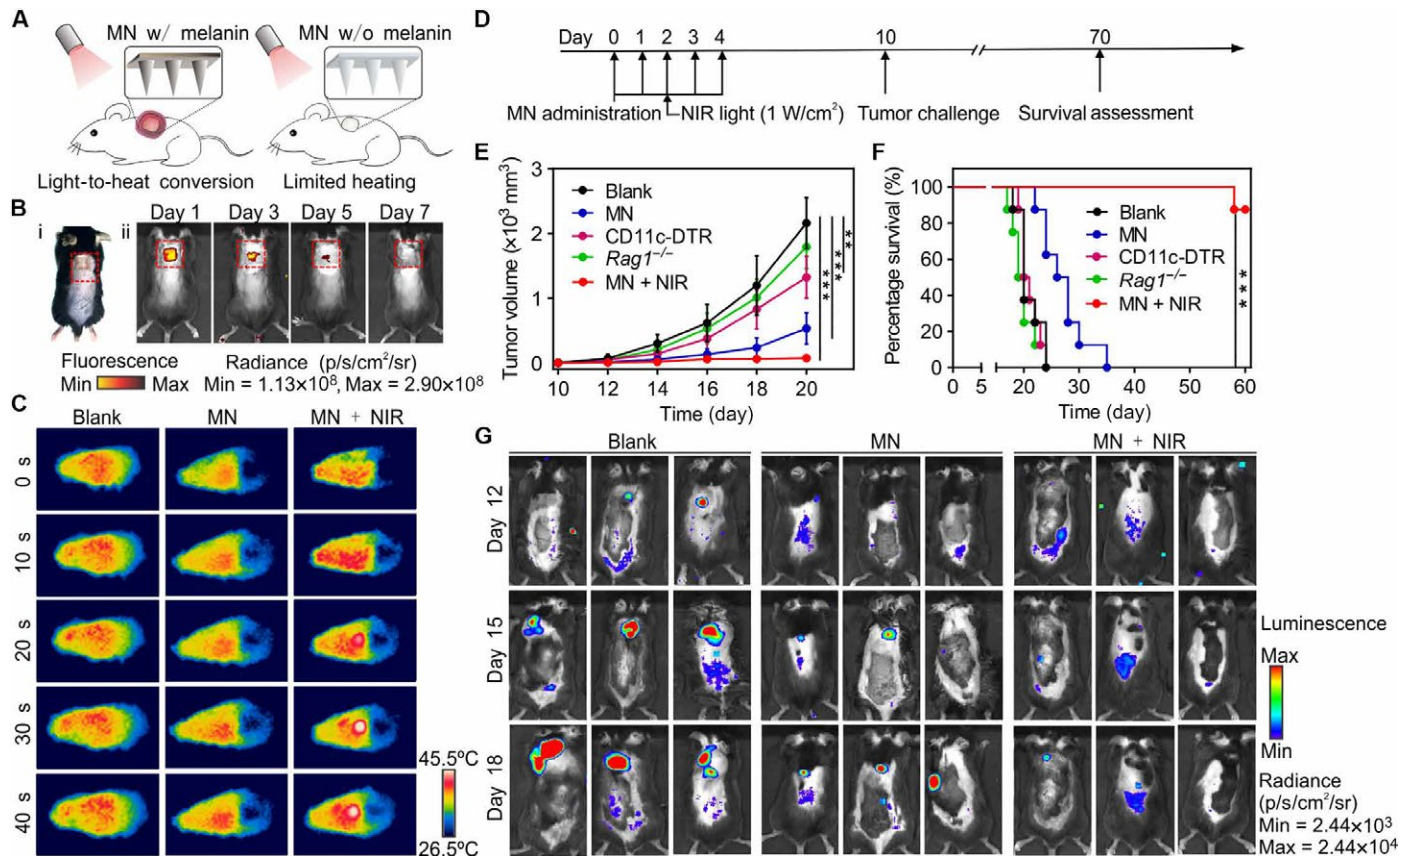 A
MN w/ melanin
MN w/o melanin
Light-to-heat conversion
Limited heating
B
i
ii
Day 1
Day 3
Day 5
Day 7
Fluorescence
Min
Max
Radiance (p/s/cm²/sr)
Min = 1.13×10⁸, Max = 2.90×10⁸
C
Blank
MN
MN + NIR
0 s
10 s
20 s
30 s
40 s
45.5ºC
26.5ºC
D
Day 0 1 2 3 4 10 70
MN administration
NIR light (1 W/cm²)
Tumor challenge
Survival assessment
E
Tumor volume (×10³ mm³)
3
2
1
0
Blank
MN
CD11c-DTR
Rag1⁻/⁻
MN + NIR
***
***
***
10 12 14 16 18 20
Time (day)
F
Percentage survival (%)
100
80
60
40
20
0
Blank
MN
CD11c-DTR
Rag1⁻/⁻
MN + NIR
***
0 5 20 30 40 50 60
Time (day)
G
Blank
MN
MN + NIR
Day 12
Day 15
Day 18
Luminescence
Max
Min
Radiance
(p/s/cm²/sr)
Min = 2.44×10³
Max = 2.44×10⁴